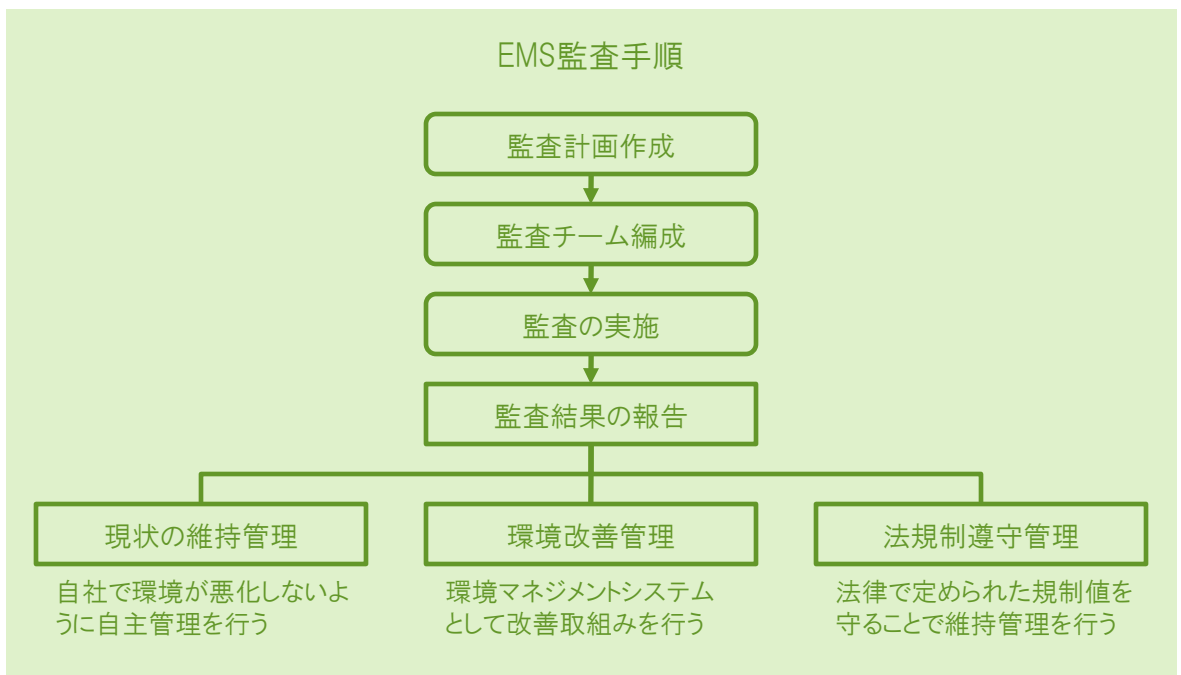 EMS監査手順
監査計画作成
監査チーム編成
監査の実施
監査結果の報告
現状の維持管理
自社で環境が悪化しないよ
うに自主管理を行う
環境改善管理
環境マネジメントシステム
として改善取組みを行う
法規制遵守管理
法律で定められた規制値を
守ることで維持管理を行う